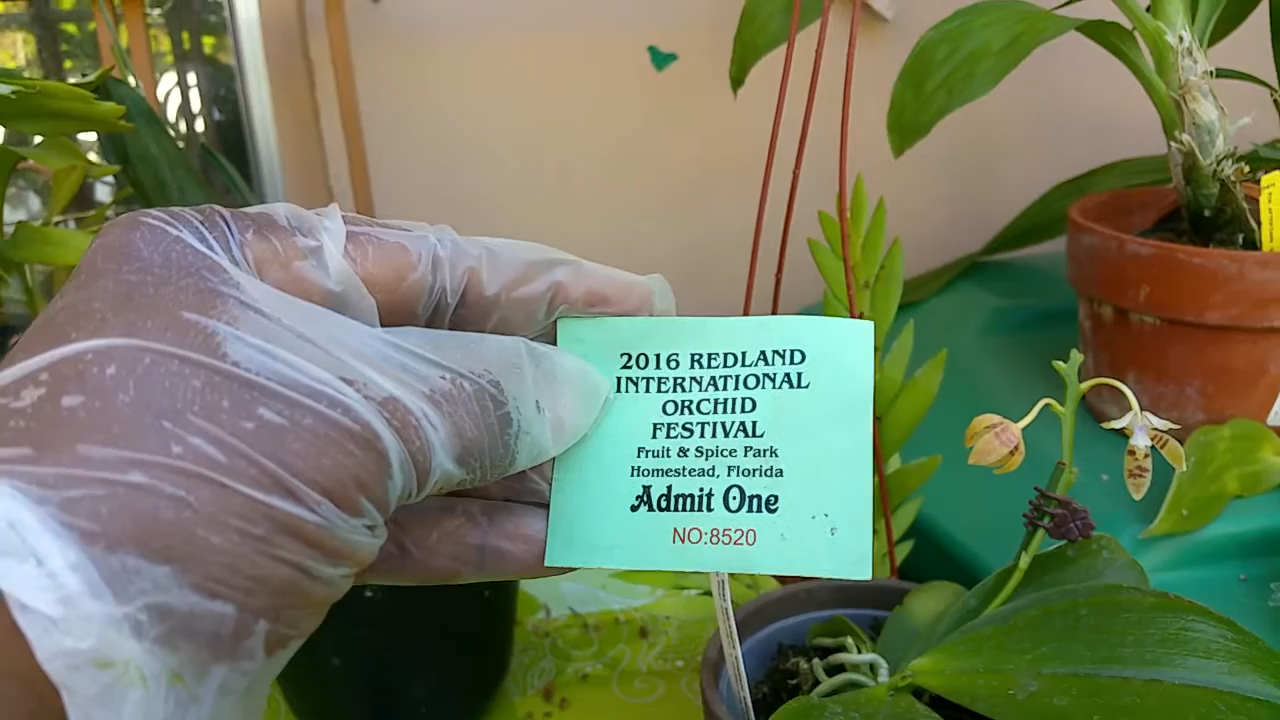 2016 REDLAND
INTERNATIONAL
ORCHID
FESTIVAL
Fruit & Spice Park
Homestead, Florida
Admit One
NO:8520